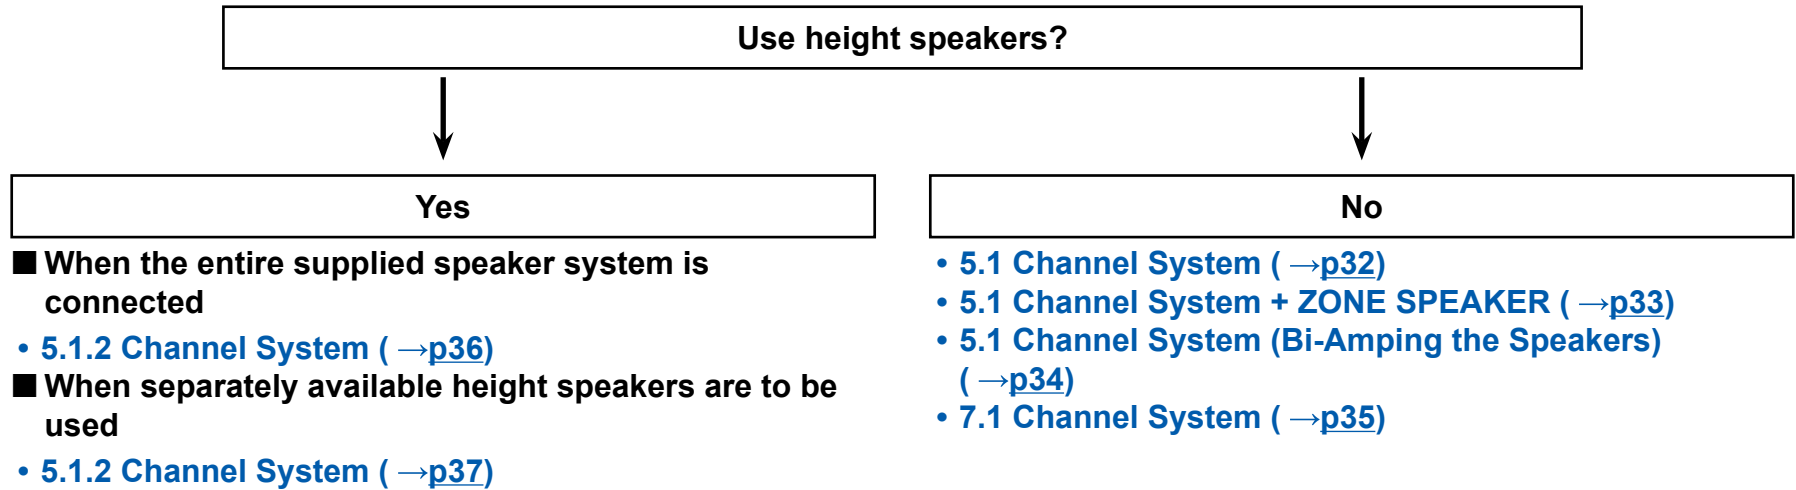 Use height speakers?
Yes
■ When the entire supplied speaker system is
connected
• 5.1.2 Channel System ( →p36)
■ When separately available height speakers are to be
used
• 5.1.2 Channel System ( →p37)
No
• 5.1 Channel System ( →p32)
• 5.1 Channel System + ZONE SPEAKER ( →p33)
• 5.1 Channel System (Bi-Amping the Speakers)
( →p34)
• 7.1 Channel System ( →p35)